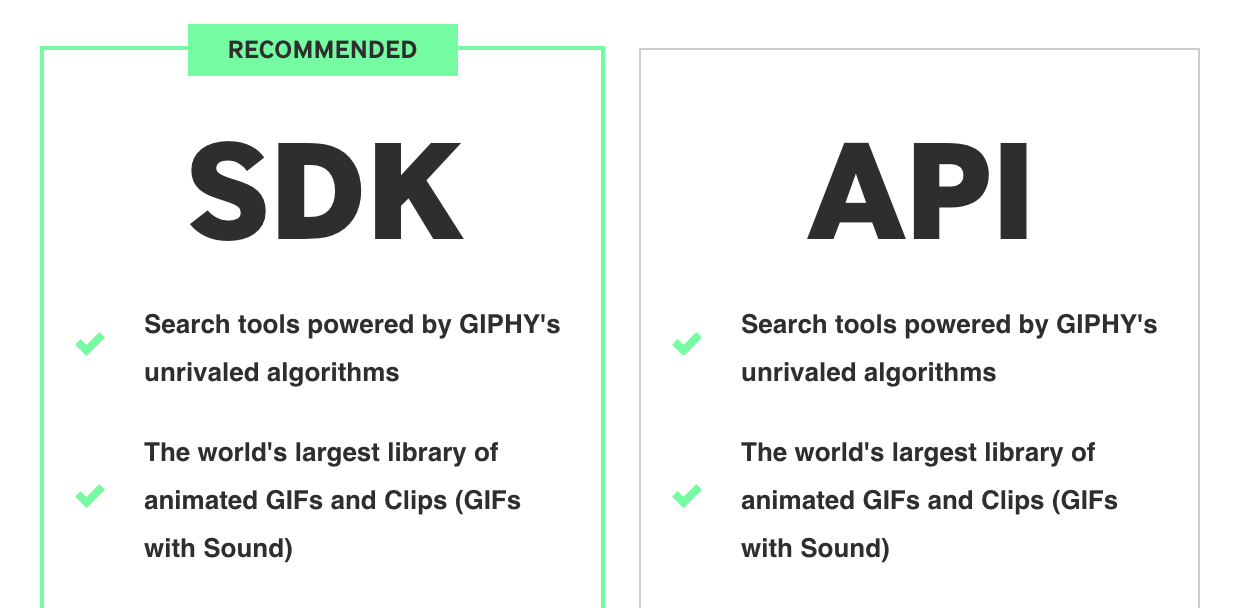 RECOMMENDED
SDK
Search tools powered by GIPHY's
unrivaled algorithms
The world's largest library of
animated GIFs and Clips (GIFs
with Sound)
API
Search tools powered by GIPHY's
unrivaled algorithms
The world's largest library of
animated GIFs and Clips (GIFs
with Sound)